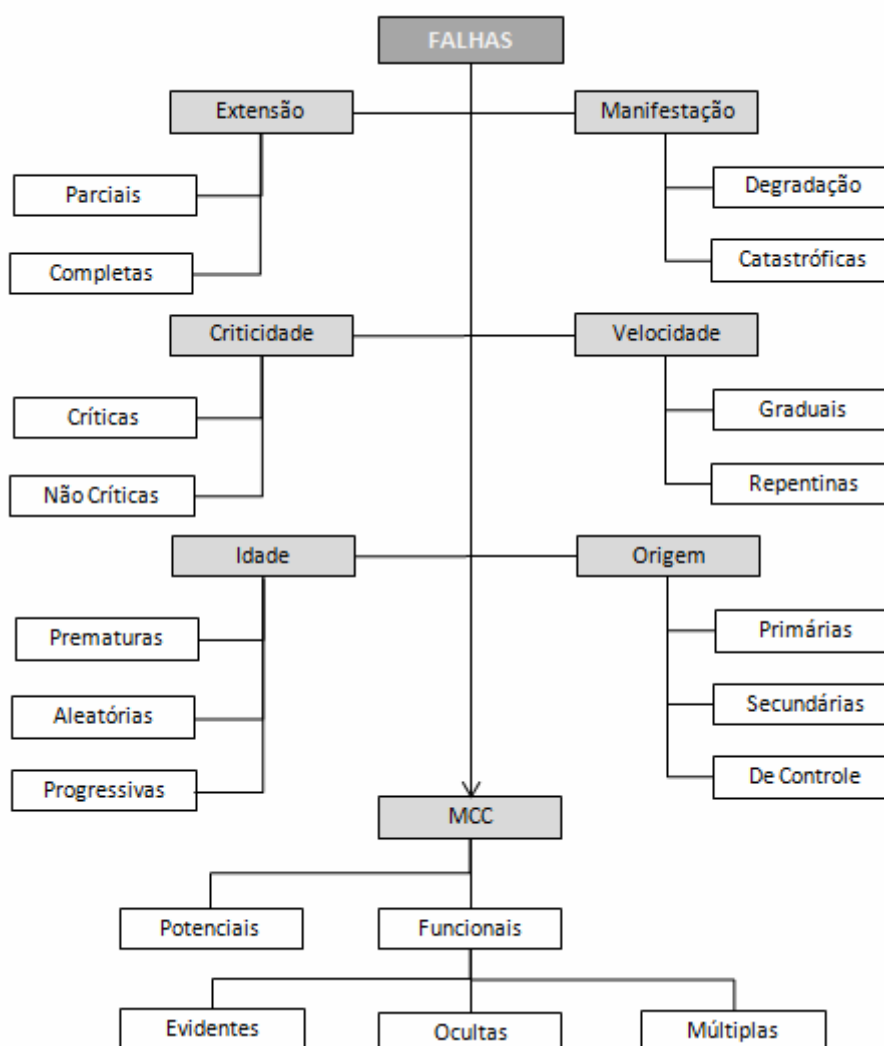 FALHAS
Extensão
Manifestação
Parciais
Degradação
Completas
Catastróficas
Criticidade
Velocidade
Críticas
Graduais
Não Críticas
Repentinas
Idade
Origem
Prematuras
Primárias
Aleatórias
Secundárias
Progressivas
De Controle
MCC
Potenciais
Funcionais
Evidentes
Ocultas
Múltiplas